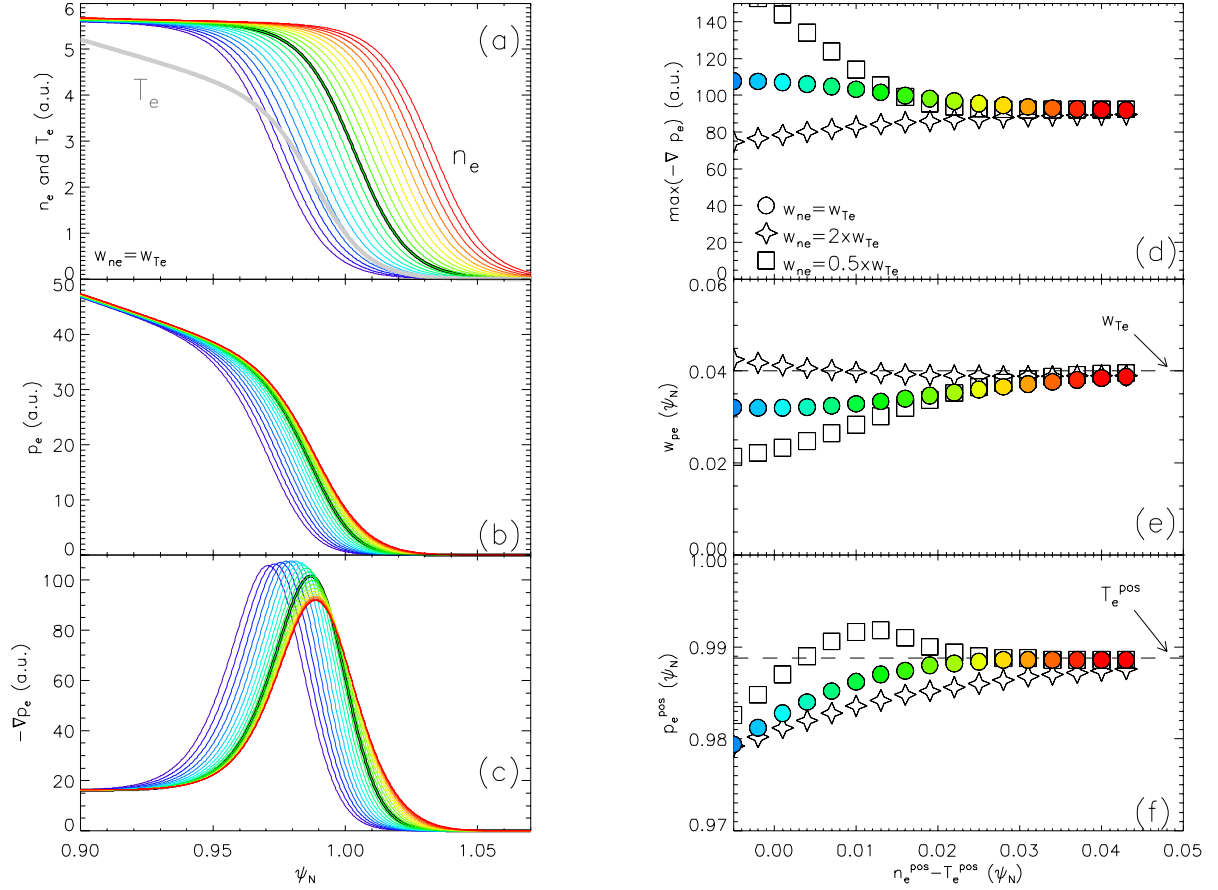 6
5
4
3
2
1
0
n_e and T_e (a.u.)
(a)
T_e
n_e
w_ne=w_Te
50
40
30
20
10
0
p_e (a.u.)
(b)
100
80
60
40
20
0
−∇p_e (a.u.)
(c)
0.90 0.95 1.00 1.05
ψ_N
140
120
100
80
60
40
20
0
max(−∇ p_e) (a.u.)
w_ne=w_Te
w_ne=2xw_Te
w_ne=0.5xw_Te
(d)
0.06
0.04
0.02
0.00
w_pe (ψ_N)
w_Te
(e)
1.00
0.99
0.98
0.97
p_e^pos (ψ_N)
T_e^pos
(f)
0.00 0.01 0.02 0.03 0.04 0.05
n_e^pos−T_e^pos (ψ_N)